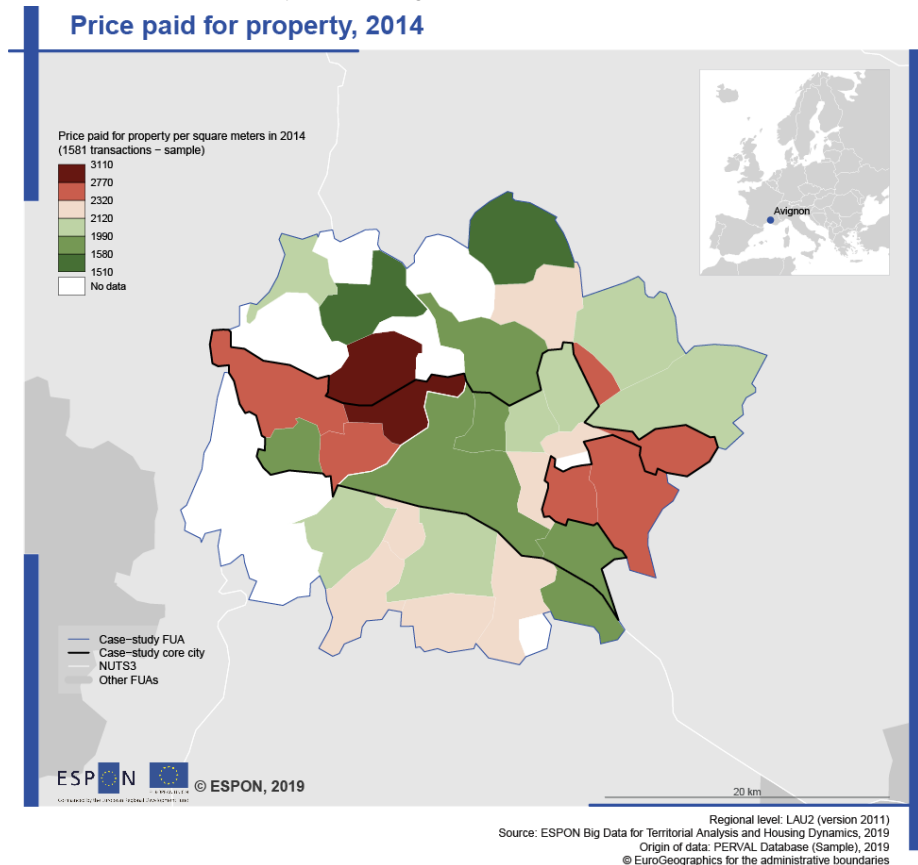 Price paid for property, 2014
Price paid for property per square meters in 2014
(1581 transactions − sample)
3110
2770
2320
2120
1990
1580
1510
No data
Avignon
Case−study FUA
Case−study core city
NUTS3
Other FUAs
ESPON
© ESPON, 2019
20 km
Regional level: LAU2 (version 2011)
Source: ESPON Big Data for Territorial Analysis and Housing Dynamics, 2019
Origin of data: PERVAL Database (Sample), 2019
© EuroGeographics for the administrative boundaries